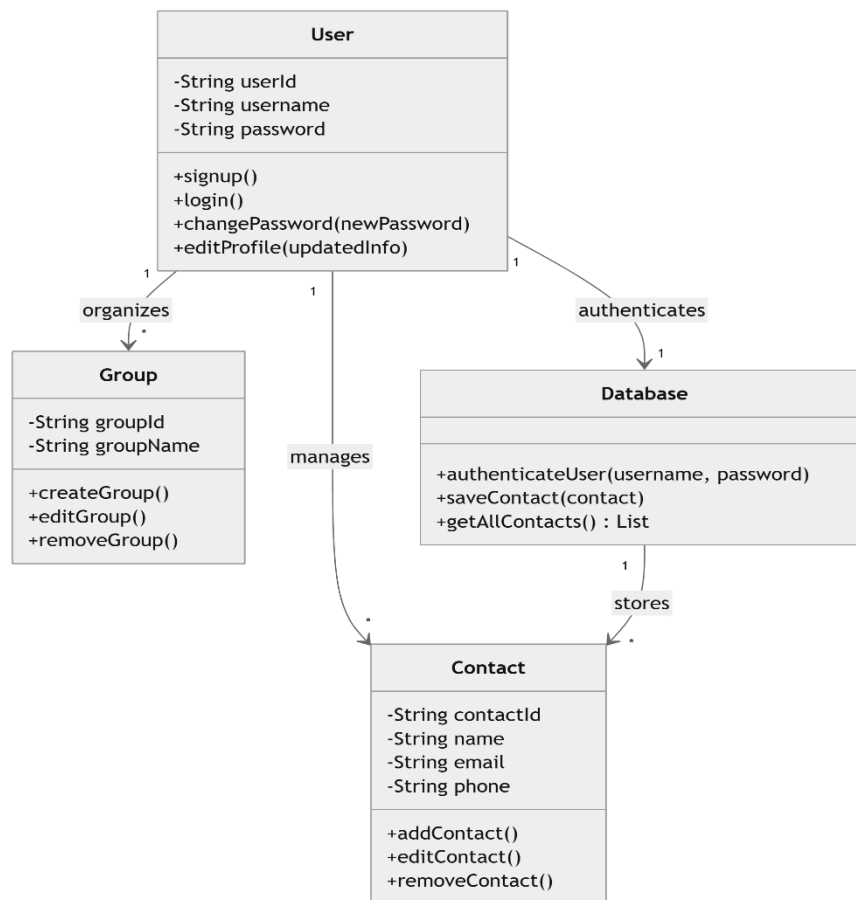 User
-String userId
-String username
-String password
+signup()
+login()
+changePassword(newPassword)
+editProfile(updatedInfo)
1
1
1
organizes
authenticates
*
1
Group
-String groupId
-String groupName
+createGroup()
+editGroup()
+removeGroup()
manages
Database
+authenticateUser(username, password)
+saveContact(contact)
+getAllContacts() : List
1
stores
*
*
Contact
-String contactId
-String name
-String email
-String phone
+addContact()
+editContact()
+removeContact()